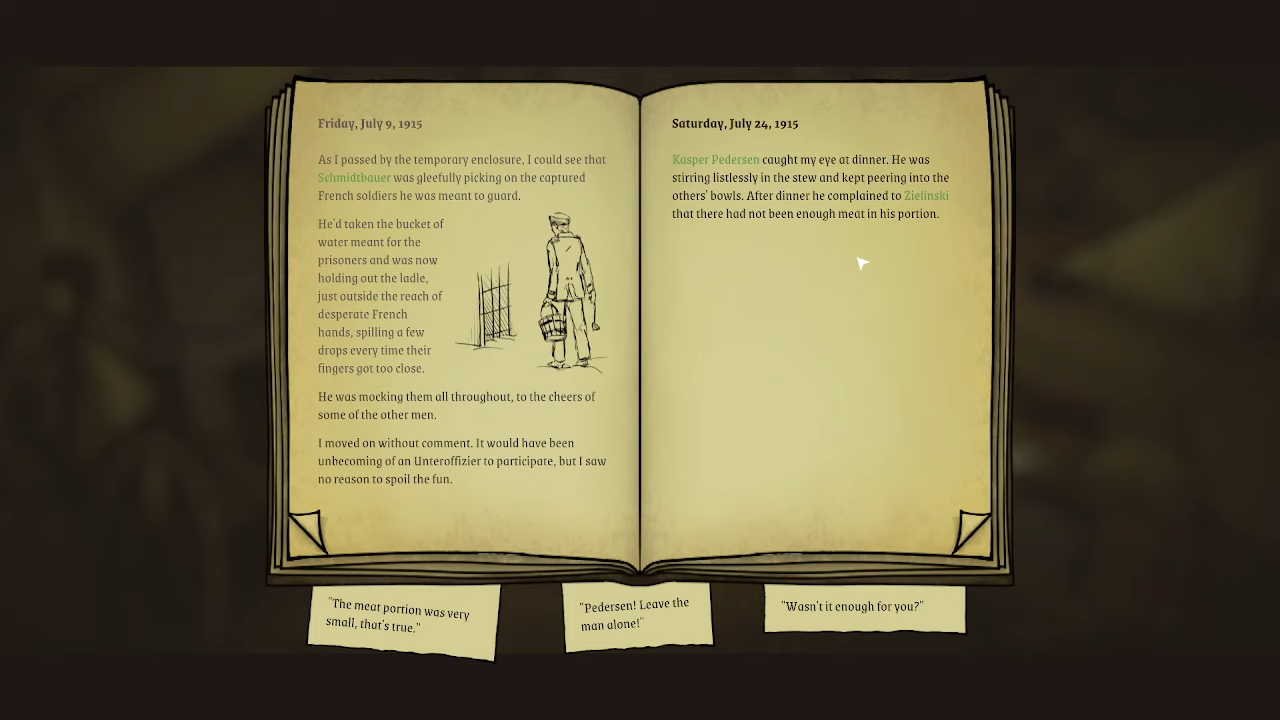 Friday, July 9, 1915
As I passed by the temporary enclosure, I could see that
Schmidtbauer was gleefully picking on the captured
French soldiers he was meant to guard.
He'd taken the bucket of
water meant for the
prisoners and was now
holding out the ladle,
just outside the reach of
desperate French
hands, spilling a few
drops every time their
fingers got too close.
He was mocking them all throughout, to the cheers of
some of the other men.
I moved on without comment. It would have been
unbecoming of an Unteroffizier to participate, but I saw
no reason to spoil the fun.
Saturday, July 24, 1915
Kasper Pedersen caught my eye at dinner. He was
stirring listlessly in the stew and kept peering into the
others' bowls. After dinner he complained to Zielinski
that there had not been enough meat in his portion.
"The meat portion was very
small, that's true."
"Pedersen! Leave the
man alone!"
"Wasn't it enough for you?"